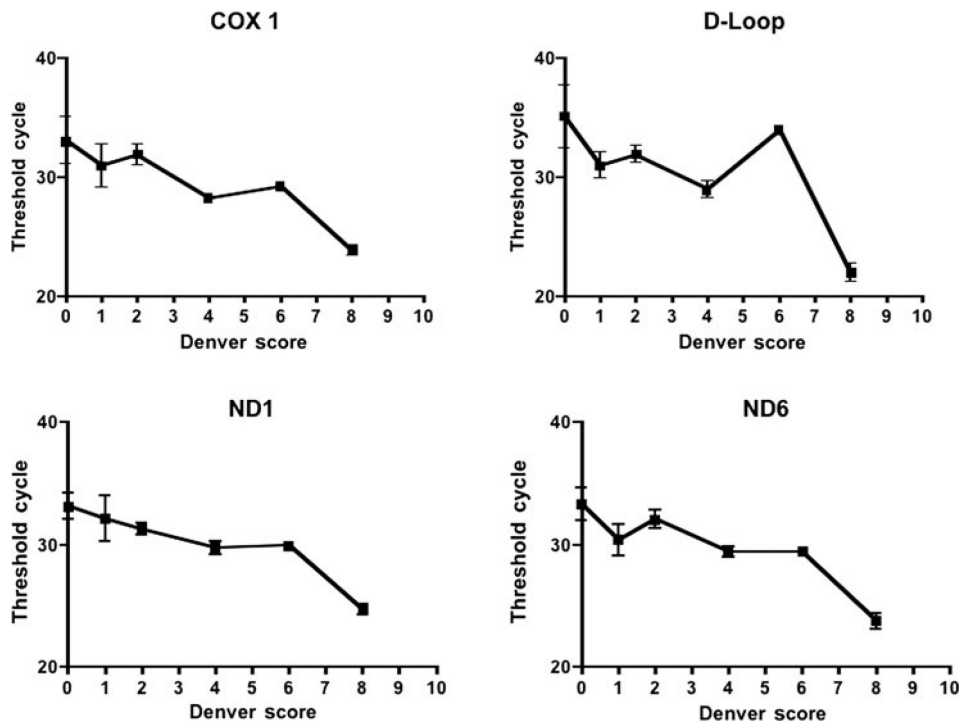 COX 1
40
30
20
Threshold cycle
0 1 2 3 4 5 6 7 8 9 10
Denver score
D-Loop
40
30
20
Threshold cycle
0 1 2 3 4 5 6 7 8 9 10
Denver score
ND1
40
30
20
Threshold cycle
0 1 2 3 4 5 6 7 8 9 10
Denver score
ND6
40
30
20
Threshold cycle
0 1 2 3 4 5 6 7 8 9 10
Denver score